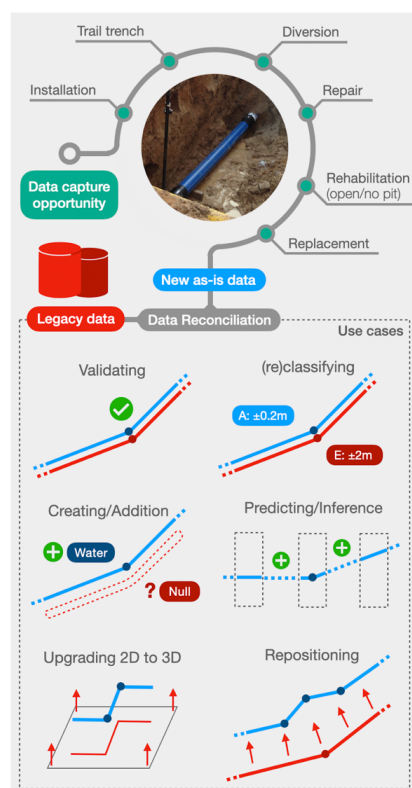 Trail trench
Diversion
Installation
Repair
Data capture
opportunity
Rehabilitation
(open/no pit)
Replacement
New as-is data
Legacy data
Data Reconciliation
Use cases
Validating
(re)classifying
A: ±0.2m
E: ±2m
Creating/Addition
Predicting/Inference
Water
? Null
Upgrading 2D to 3D
Repositioning